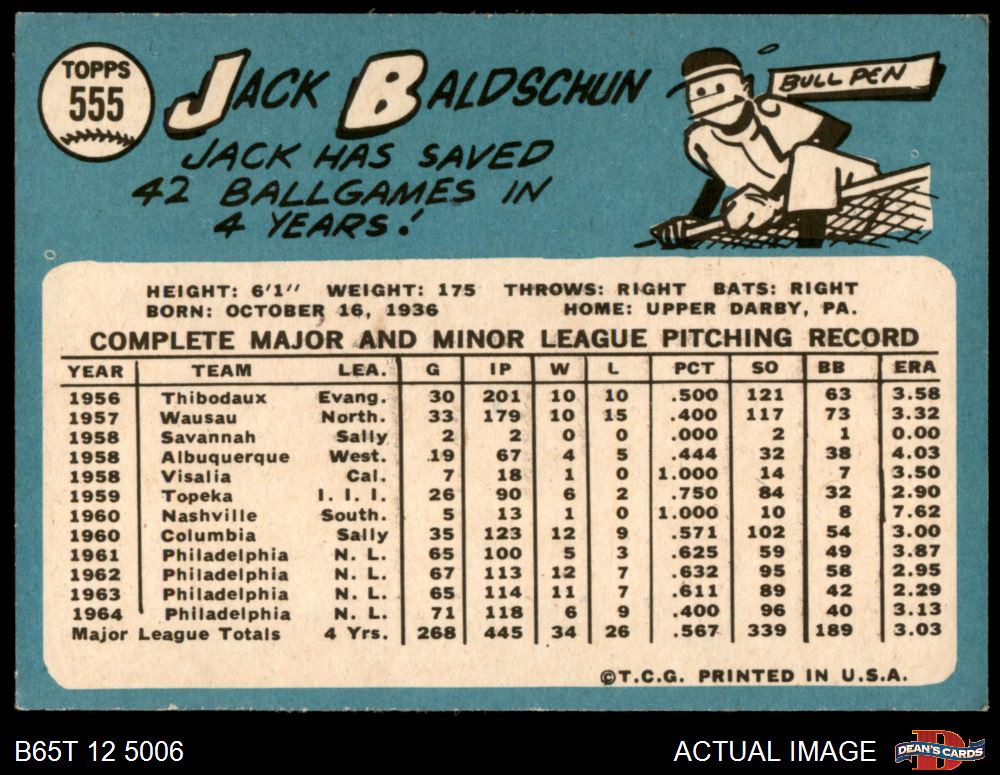 TOPPS
555
JACK BALDSCHUN
BULL PEN
JACK HAS SAVED
42 BALLGAMES IN
4 YEARS!
HEIGHT: 6'1" WEIGHT: 175 THROWS: RIGHT BATS: RIGHT
BORN: OCTOBER 16, 1936 HOME: UPPER DARBY, PA.
COMPLETE MAJOR AND MINOR LEAGUE PITCHING RECORD
YEAR TEAM LEA. G IP W L PCT SO BB ERA
1956 Thibodaux Evang. 30 201 10 10 .500 121 63 3.58
1957 Wausau North. 33 179 10 15 .400 117 73 3.32
1958 Savannah Sally 2 2 0 0 .000 2 1 0.00
1958 Albuquerque West. 19 67 4 5 .444 32 38 4.03
1958 Visalia Cal. 7 18 1 0 1.000 14 7 3.50
1959 Topeka I. I. I. 26 90 6 2 .750 84 32 2.90
1960 Nashville South. 5 13 1 0 1.000 10 8 7.62
1960 Columbia Sally 35 123 12 9 .571 102 54 3.00
1961 Philadelphia N. L. 65 100 5 3 .625 59 49 3.87
1962 Philadelphia N. L. 67 113 12 7 .632 95 58 2.95
1963 Philadelphia N. L. 65 114 11 7 .611 89 42 2.29
1964 Philadelphia N. L. 71 118 6 9 .400 96 40 3.13
Major League Totals 4 Yrs. 268 445 34 26 .567 339 189 3.03
©T.C.G. PRINTED IN U.S.A.
B65T 12 5006 ACTUAL IMAGE
D
DEAN'S CARDS